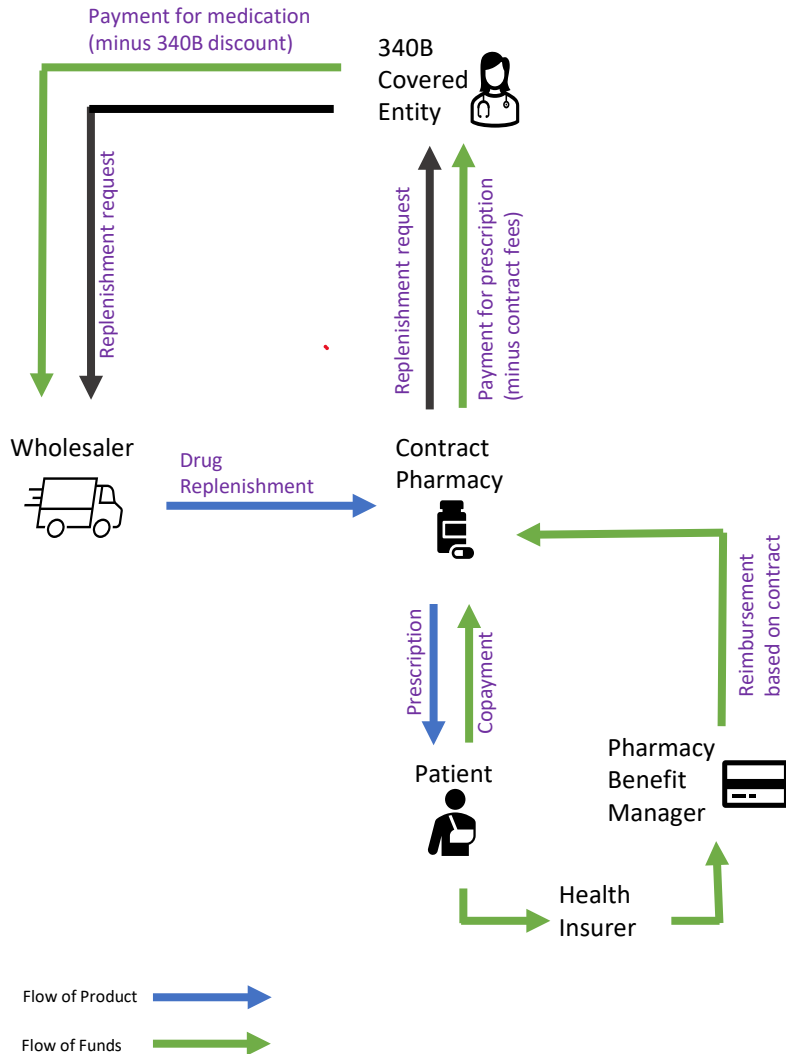 Payment for medication
(minus 340B discount)
340B
Covered
Entity
Replenishment request
Replenishment request
Payment for prescription
(minus contract fees)
Wholesaler
Drug
Replenishment
Contract
Pharmacy
Prescription
Copayment
Reimbursement
based on contract
Patient
Pharmacy
Benefit
Manager
Health
Insurer
Flow of Product
Flow of Funds